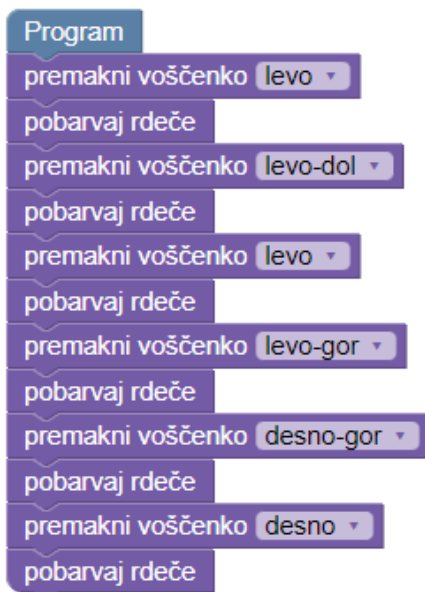 Program
premakni voščenko levo
pobarvaj rdeče
premakni voščenko levo-dol
pobarvaj rdeče
premakni voščenko levo
pobarvaj rdeče
premakni voščenko levo-gor
pobarvaj rdeče
premakni voščenko desno-gor
pobarvaj rdeče
premakni voščenko desno
pobarvaj rdeče